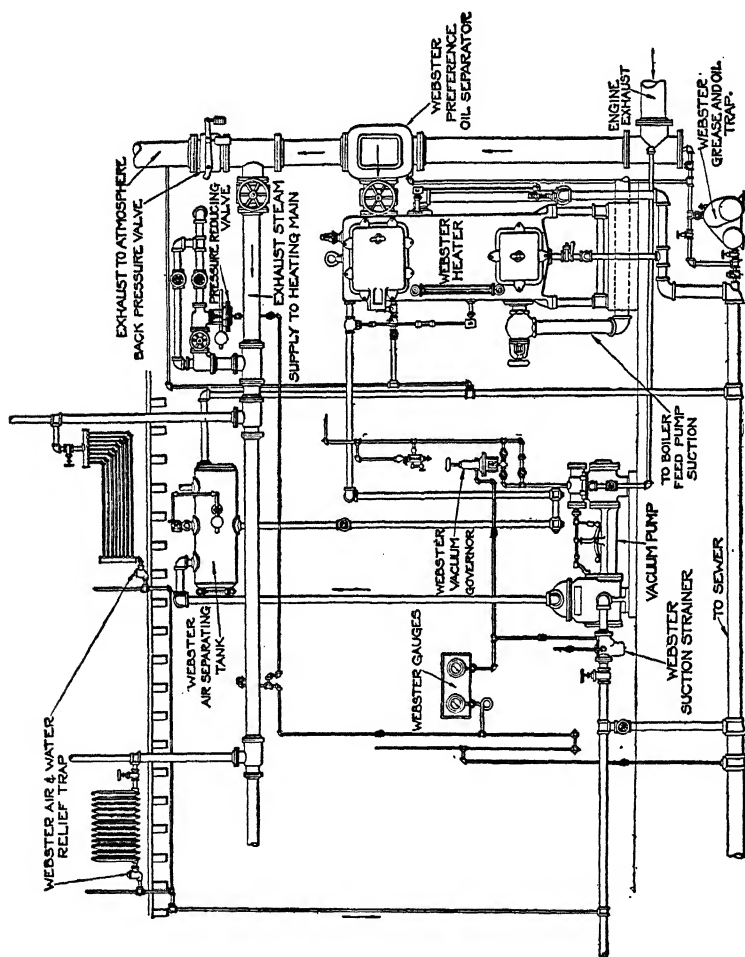 WEBSTER AIR & WATER
RELIEF TRAP
WEBSTER
AIR SEPARATING
TANK
EXHAUST TO ATMOSPHERE
BACK PRESSURE VALVE
PRESSURE REDUCING
VALVE
EXHAUST STEAM
SUPPLY TO HEATING MAIN
WEBSTER
PREFERENCE
OIL SEPARATOR
WEBSTER
HEATER
ENGINE
EXHAUST
WEBSTER
GREASE AND OIL
TRAP.
WEBSTER GAUGES
WEBSTER
VACUUM
GOVERNOR
TO BOILER
FEED PUMP
SUCTION
VACUUM PUMP
WEBSTER
SUCTION STRAINER
TO SEWER